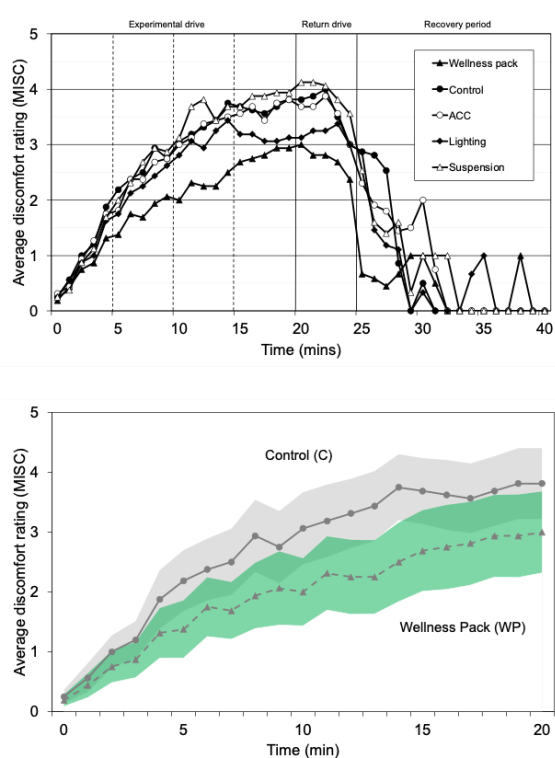 Experimental drive Return drive Recovery period
5
4
3
2
1
0
Average discomfort rating (MISC)
Wellness pack
Control
ACC
Lighting
Suspension
0 5 10 15 20 25 30 35 40
Time (mins)
5
4
3
2
1
0
Average discomfort rating (MISC)
Control (C)
Wellness Pack (WP)
0 5 10 15 20
Time (min)